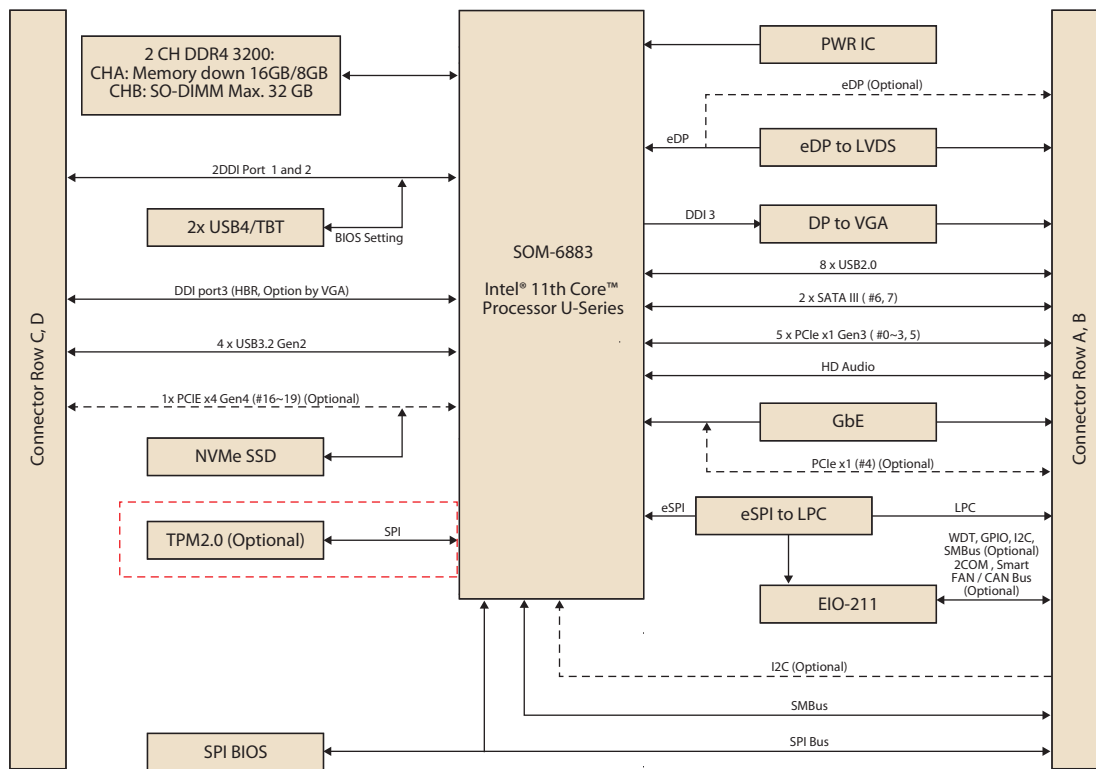 2 CH DDR4 3200:
CHA: Memory down 16GB/8GB
CHB: SO-DIMM Max. 32 GB
2DDI Port 1 and 2
2x USB4/TBT
BIOS Setting
DDI port3 (HBR, Option by VGA)
4 x USB3.2 Gen2
1x PCIE x4 Gen4 (#16~19) (Optional)
NVMe SSD
TPM2.0 (Optional)
SPI
SPI BIOS
Connector Row C, D
SOM-6883
Intel® 11th Core™
Processor U-Series
PWR IC
eDP (Optional)
eDP
eDP to LVDS
DDI 3
DP to VGA
8 x USB2.0
2 x SATA III ( #6, 7)
5 x PCIe x1 Gen3 ( #0~3, 5)
HD Audio
GbE
PCIe x1 (#4) (Optional)
eSPI
eSPI to LPC
LPC
WDT, GPIO, I2C,
SMBus (Optional)
2COM , Smart
FAN / CAN Bus
(Optional)
EIO-211
I2C (Optional)
SMBus
SPI Bus
Connector Row A, B